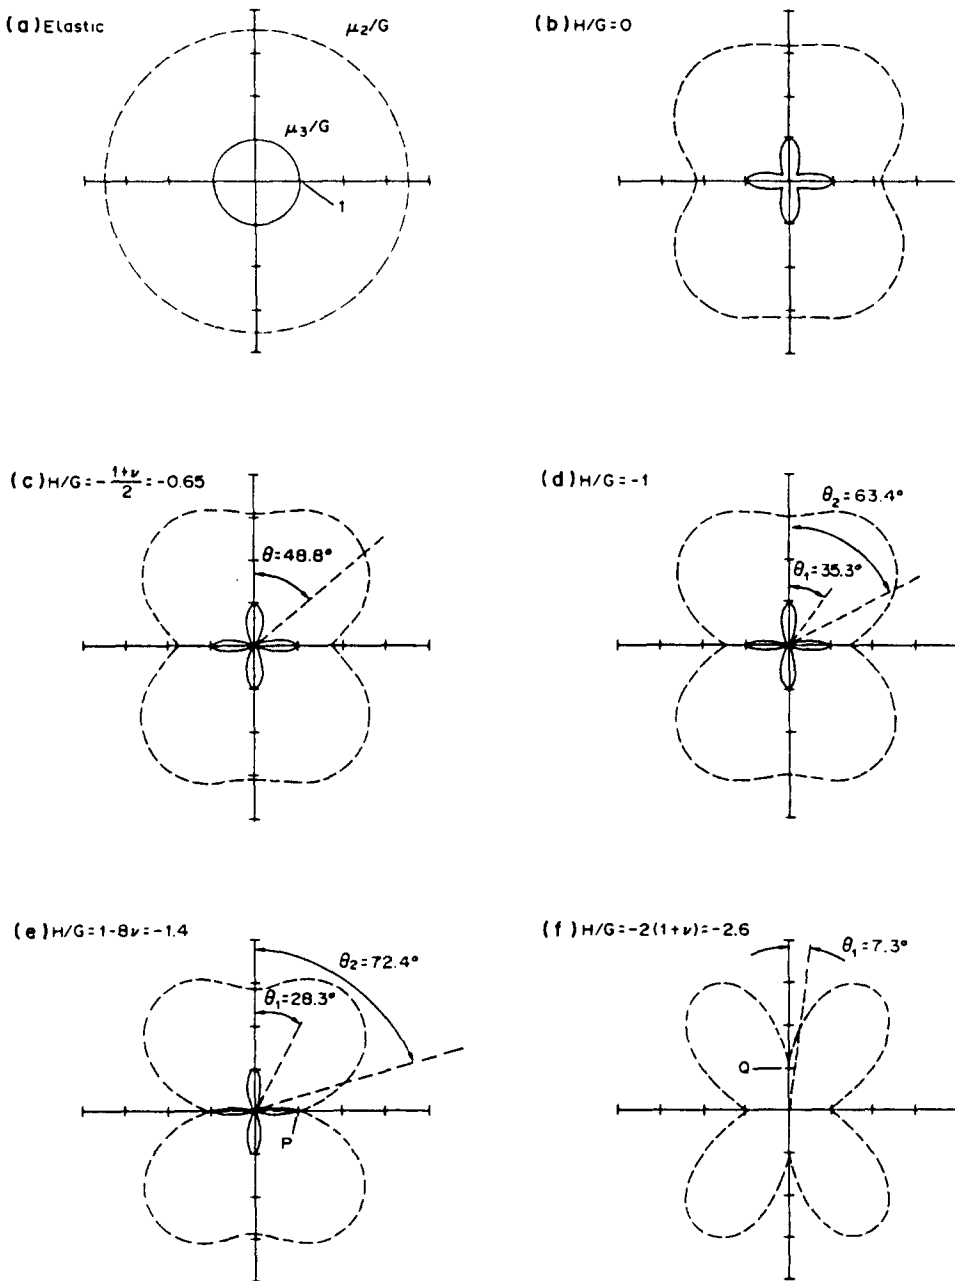 (a) Elastic
μ₂/G
μ₃/G
1
(b) H/G=0
(c) H/G = -(1+ν)/2 = -0.65
θ=48.8°
(d) H/G=-1
θ₂=63.4°
θ₁=35.3°
(e) H/G=1-8ν=-1.4
θ₂=72.4°
θ₁=28.3°
P
(f) H/G=-2(1+ν)=-2.6
θ₁=7.3°
Q